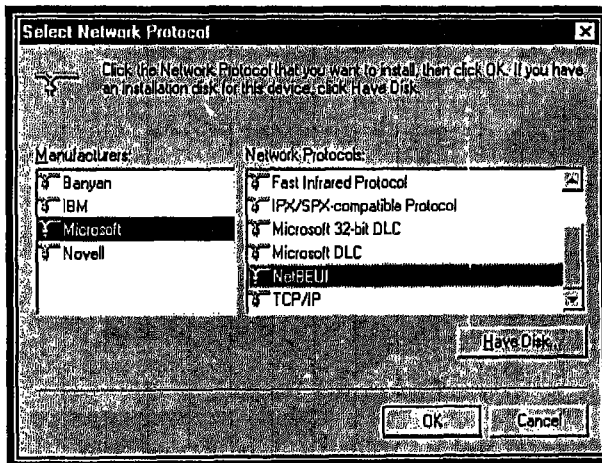 Select Network Protocol
Click the Network Protocol that you want to install, then click OK. If you have
an installation disk for this device, click Have Disk.
Manufacturers:
Banyan
IBM
Microsoft
Novell
Network Protocols:
Fast Infrared Protocol
IPX/SPX-compatible Protocol
Microsoft 32-bit DLC
Microsoft DLC
NetBEUI
TCP/IP
Have Disk...
OK
Cancel